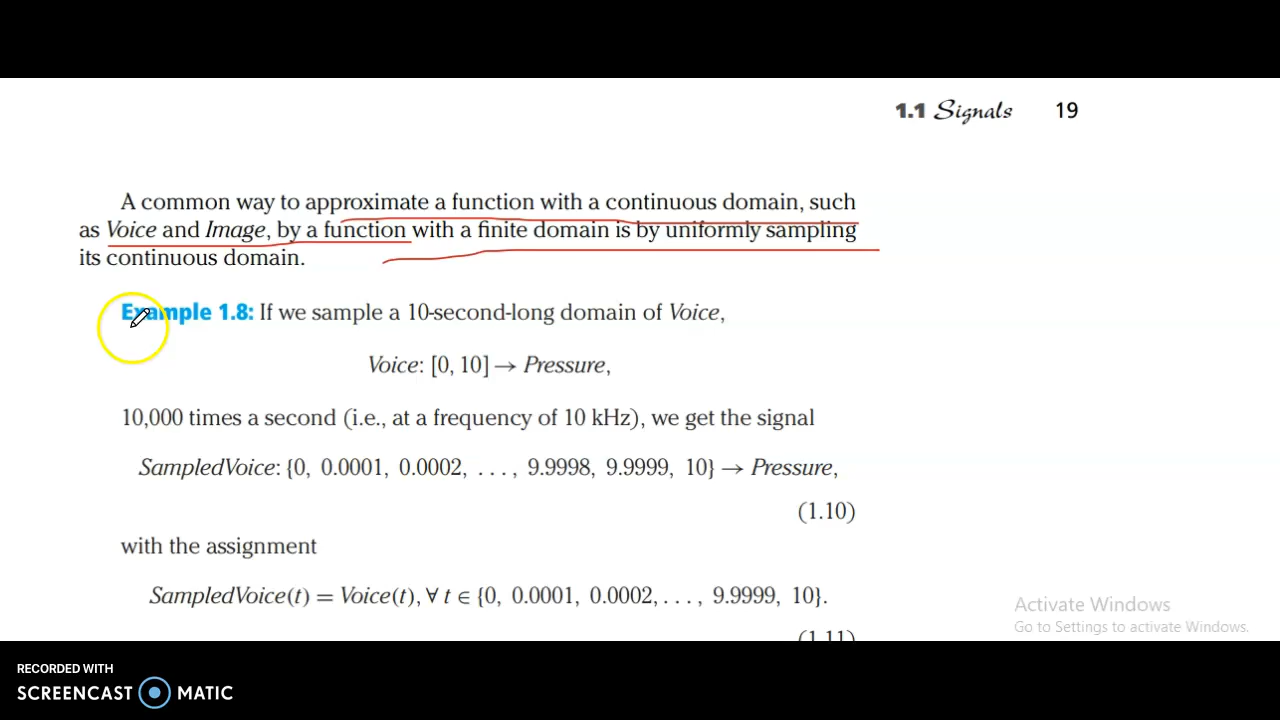 1.1 Signals 19
A common way to approximate a function with a continuous domain, such
as Voice and Image, by a function with a finite domain is by uniformly sampling
its continuous domain.
Example 1.8: If we sample a 10-second-long domain of Voice,
Voice: [0, 10] → Pressure,
10,000 times a second (i.e., at a frequency of 10 kHz), we get the signal
SampledVoice: {0, 0.0001, 0.0002, . . . , 9.9998, 9.9999, 10} → Pressure,
(1.10)
with the assignment
SampledVoice(t) = Voice(t), ∀ t ∈ {0, 0.0001, 0.0002, . . . , 9.9999, 10}.
(1.11)
Activate Windows
Go to Settings to activate Windows.
RECORDED WITH
SCREENCAST MATIC